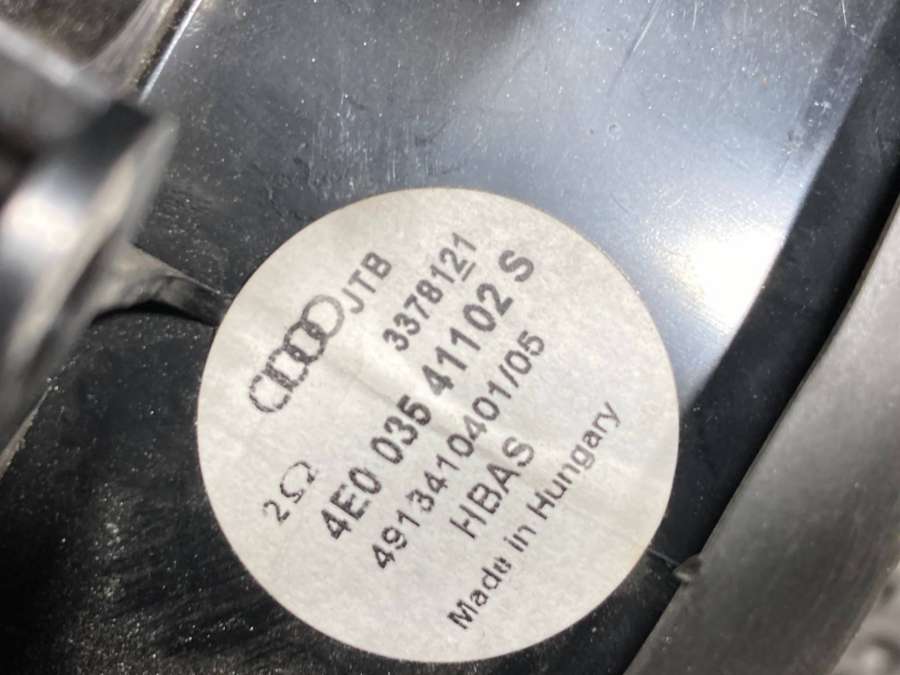 JTB
3378121
2Ω
4E0 035 41102 S
4913410401/05
HBAS
Made in Hungary